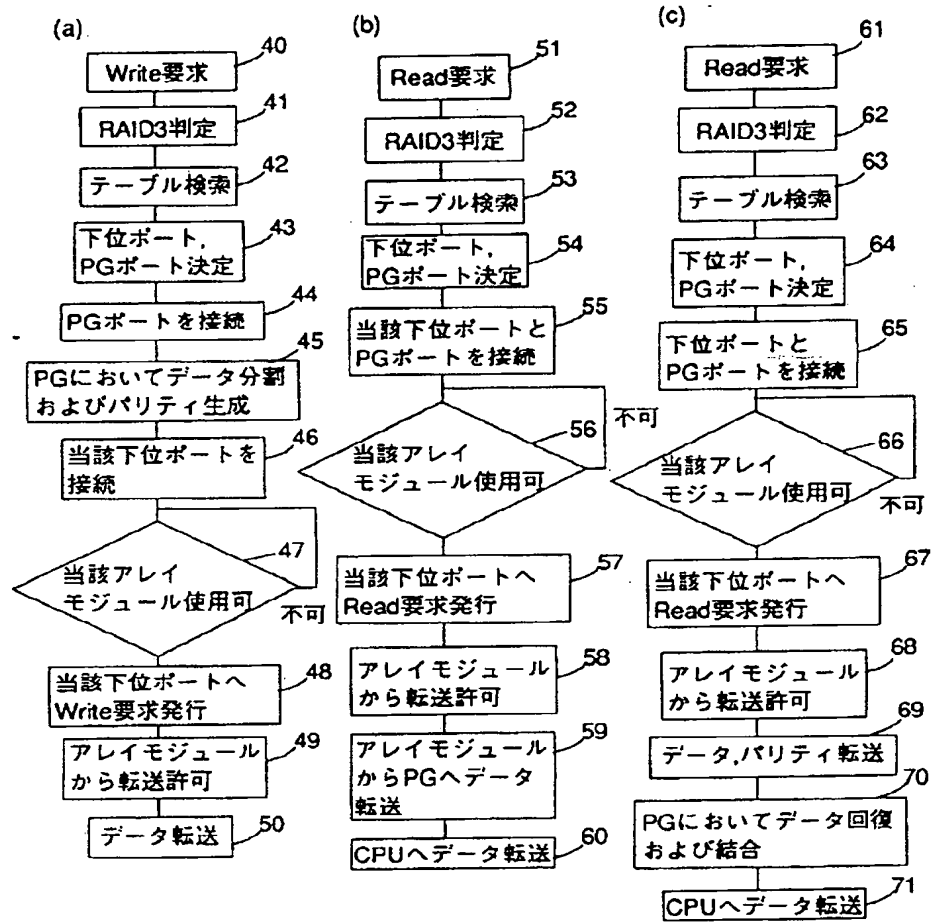 (a)
40
Write要求
41
RAID3判定
42
テーブル検索
43
下位ポート,
PGポート決定
44
PGポートを接続
45
PGにおいてデータ分割
およびパリティ生成
46
当該下位ポートを
接続
47
当該アレイ
モジュール使用可
不可
48
当該下位ポートへ
Write要求発行
49
アレイモジュール
から転送許可
50
データ転送
(b)
51
Read要求
52
RAID3判定
53
テーブル検索
54
下位ポート,
PGポート決定
55
当該下位ポートと
PGポートを接続
56
不可
当該アレイ
モジュール使用可
57
当該下位ポートへ
Read要求発行
58
アレイモジュール
から転送許可
59
アレイモジュール
からPGへデータ
転送
60
CPUへデータ転送
(c)
61
Read要求
62
RAID3判定
63
テーブル検索
64
下位ポート,
PGポート決定
65
下位ポートと
PGポートを接続
66
当該アレイ
モジュール使用可
不可
67
当該下位ポートへ
Read要求発行
68
アレイモジュール
から転送許可
69
データ,パリティ転送
70
PGにおいてデータ回復
および結合
71
CPUへデータ転送